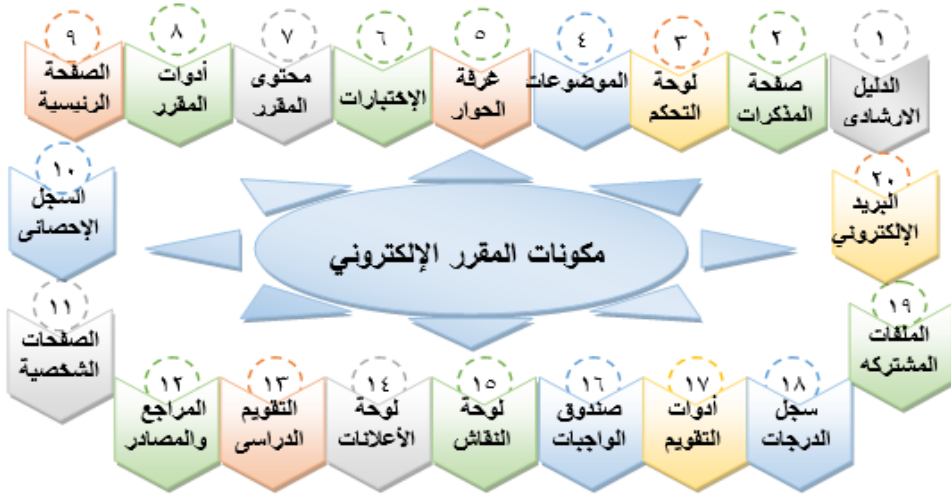 ١
الدليل
الارشادى
٢
صفحة
المذكرات
٣
لوحة
التحكم
٤
الموضوعات
٥
غرفة
الحوار
٦
الإختبارات
٧
محتوى
المقرر
٨
أدوات
المقرر
٩
الصفحة
الرئيسية
١٠
السجل
الإحصائى
١١
الصفحات
الشخصية
١٢
المراجع
والمصادر
١٣
التقويم
الدراسى
١٤
لوحة
الأعلانات
١٥
لوحة
النقاش
١٦
صندوق
الواجبات
١٧
أدوات
التقويم
١٨
سجل
الدرجات
١٩
الملفات
المشتركه
٢٠
البريد
الإلكتروني
مكونات المقرر الإلكتروني